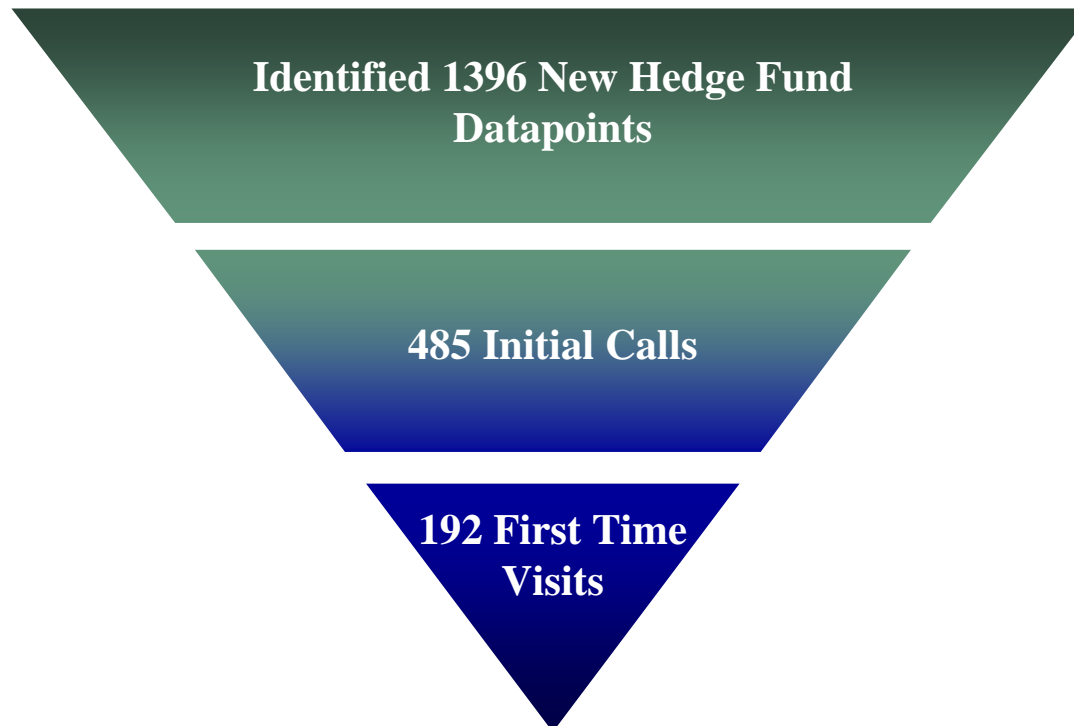 Identified 1396 New Hedge Fund
Datapoints
485 Initial Calls
192 First Time
Visits